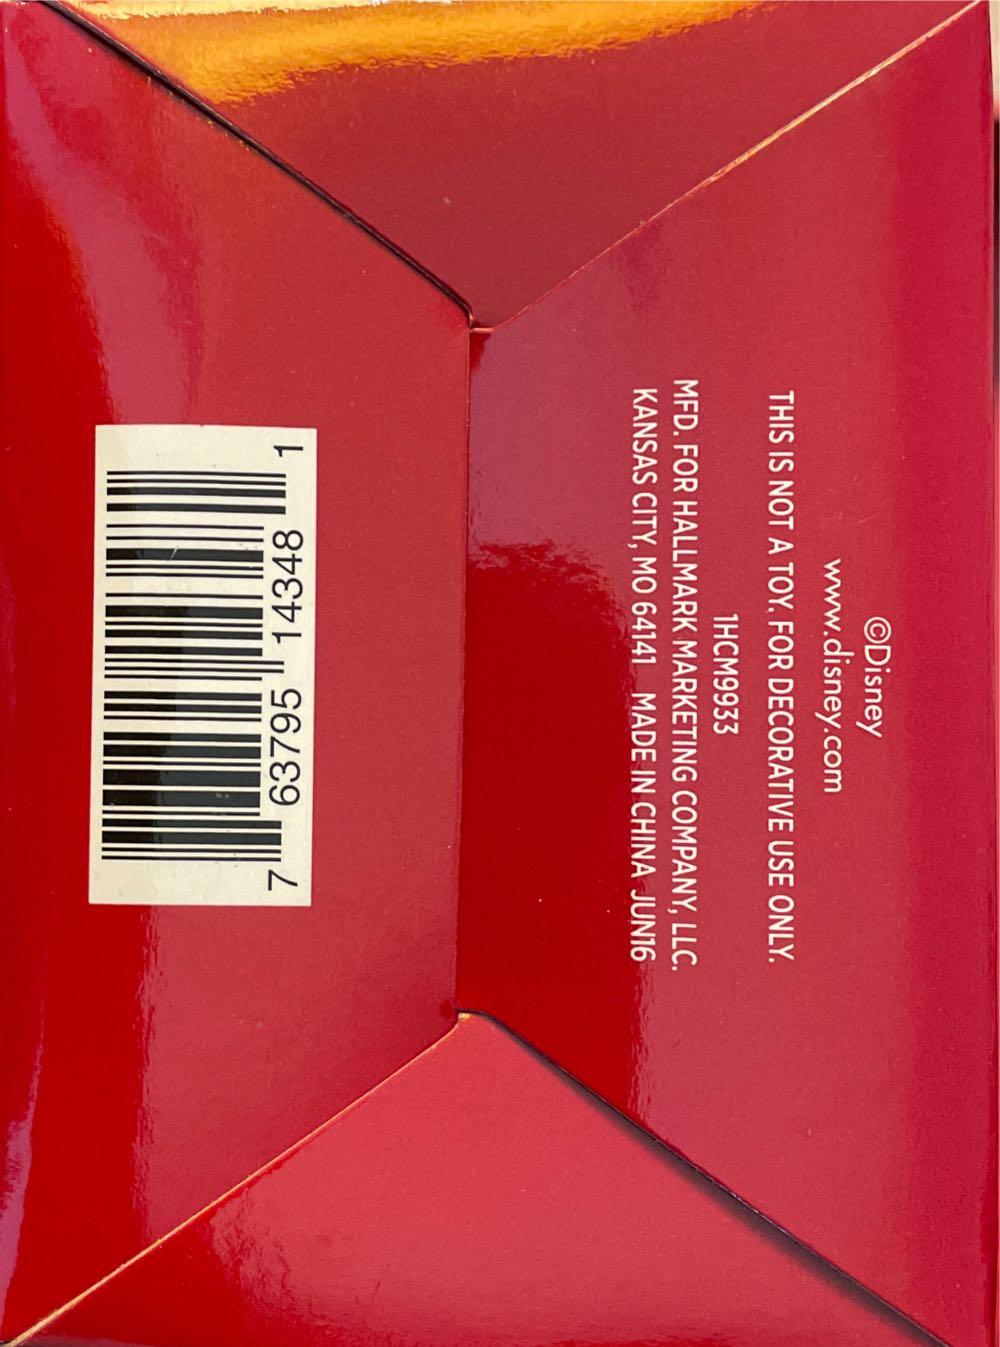 ©Disney
www.disney.com
THIS IS NOT A TOY. FOR DECORATIVE USE ONLY.
1HCM9933
MFD. FOR HALLMARK MARKETING COMPANY, LLC.
KANSAS CITY, MO 64141 MADE IN CHINA JUN16
7 63795 14348 1